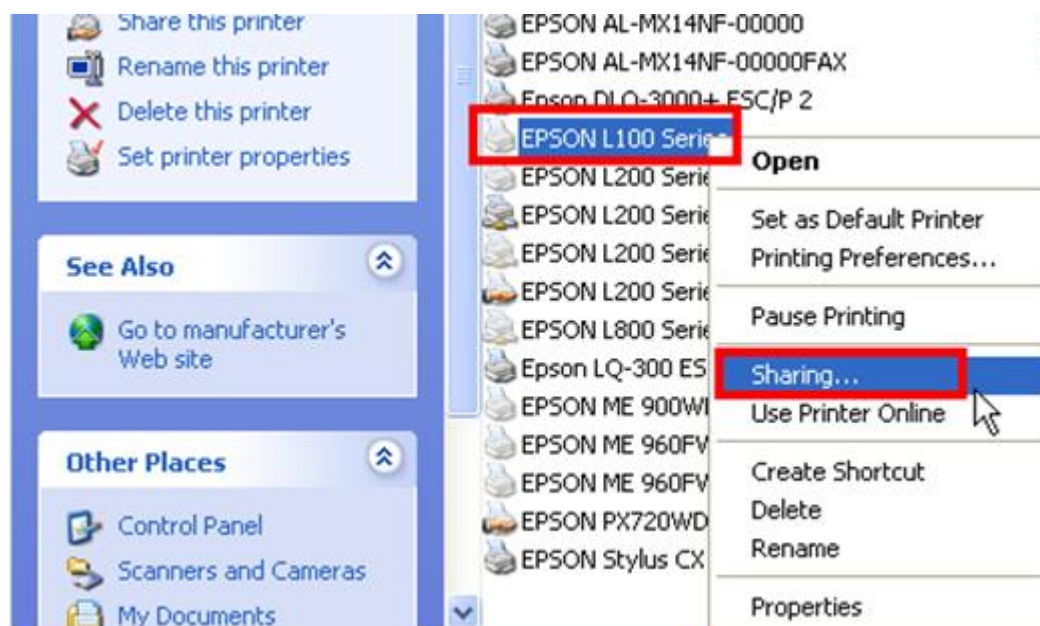 Share this printer
Rename this printer
Delete this printer
Set printer properties
See Also
Go to manufacturer's
Web site
Other Places
Control Panel
Scanners and Cameras
My Documents
EPSON AL-MX14NF-00000
EPSON AL-MX14NF-00000FAX
Epson DLQ-3000+ ESC/P 2
EPSON L100 Series
EPSON L200 Serie
EPSON L200 Serie
EPSON L200 Serie
EPSON L200 Serie
EPSON L800 Serie
Epson LQ-300 ES
EPSON ME 900WI
EPSON ME 960FW
EPSON ME 960FW
EPSON PX720WD
EPSON Stylus CX
Open
Set as Default Printer
Printing Preferences...
Pause Printing
Sharing...
Use Printer Online
Create Shortcut
Delete
Rename
Properties